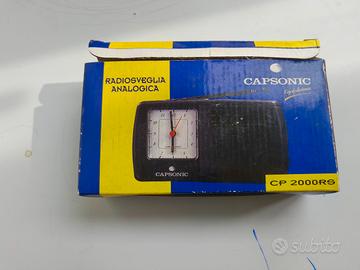 RADIOSVEGLIA
ANALOGICA
CAPSONIC
CAPSONIC
CP 2000RS
subito